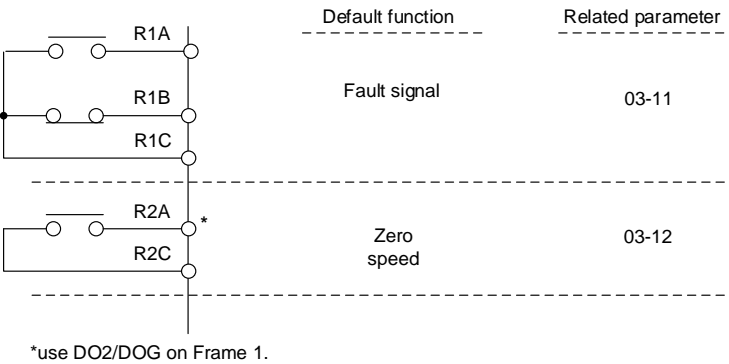 Default function
Related parameter
R1A
R1B
R1C
Fault signal
03-11
R2A
*
R2C
Zero
speed
03-12
*use DO2/DOG on Frame 1.